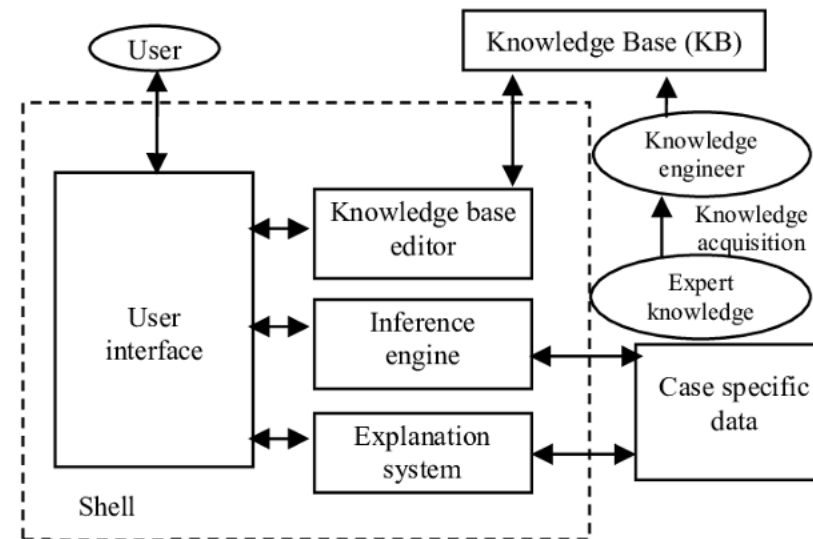 User
Knowledge Base (KB)
Knowledge
engineer
Knowledge base
editor
Knowledge
acquisition
Expert
knowledge
User
interface
Inference
engine
Case specific
data
Explanation
system
Shell